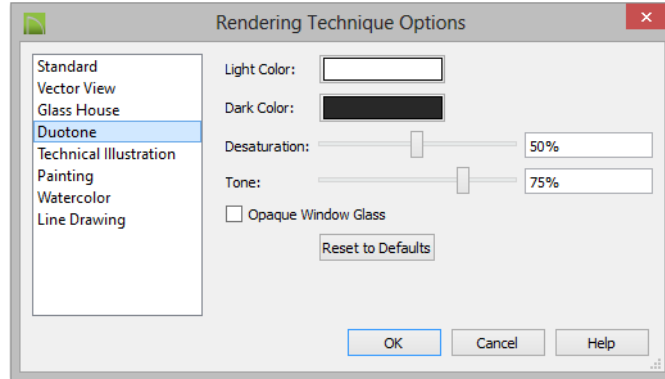 Rendering Technique Options
Standard
Vector View
Glass House
Duotone
Technical Illustration
Painting
Watercolor
Line Drawing
Light Color:
Dark Color:
Desaturation: 50%
Tone: 75%
Opaque Window Glass
Reset to Defaults
OK Cancel Help